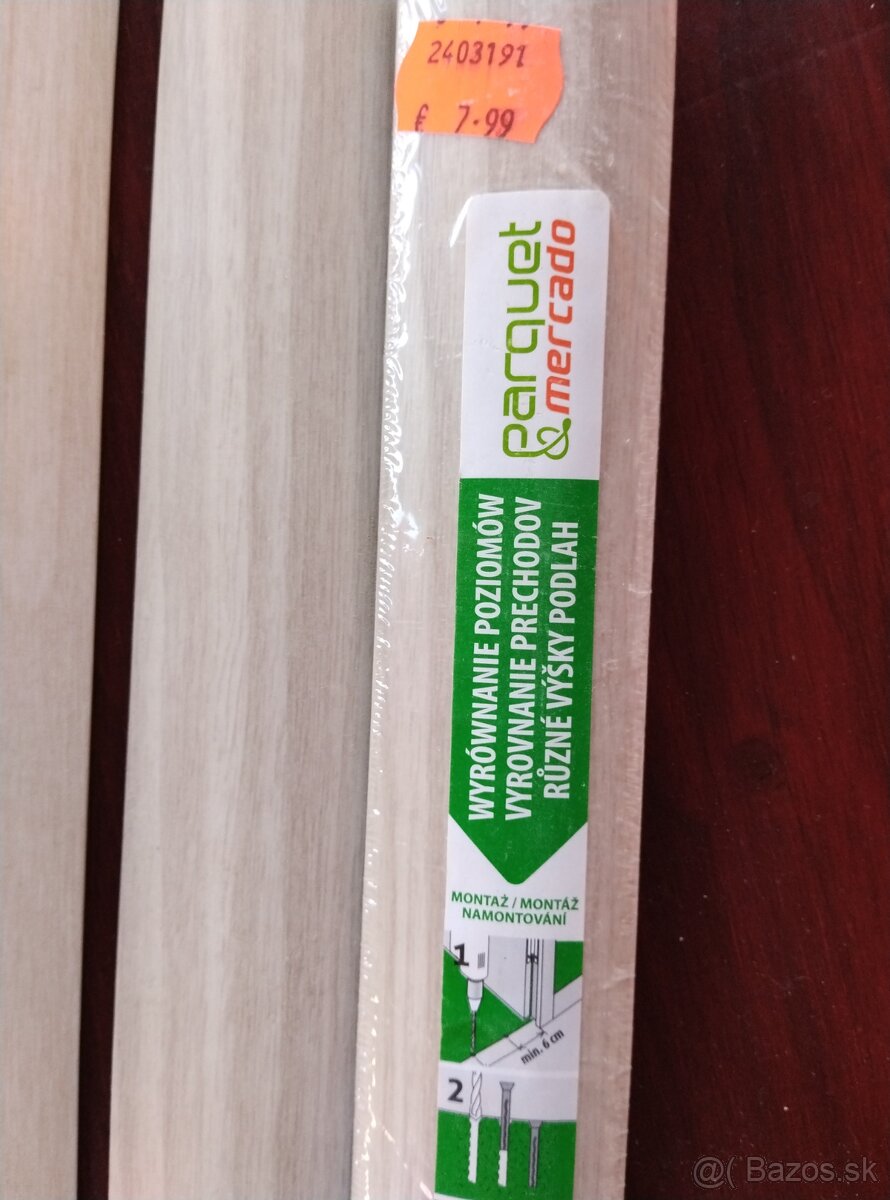 2403191
€ 7.99
Parquet
& mercado
WYRÓWNANIE POZIOMÓW
VYROVNANIE PRECHODOV
RŮZNÉ VÝŠKY PODLAH
MONTAŻ / MONTÁŽ
NAMONTOVÁNÍ
1
min. 6 cm
2
@( Bazos.sk